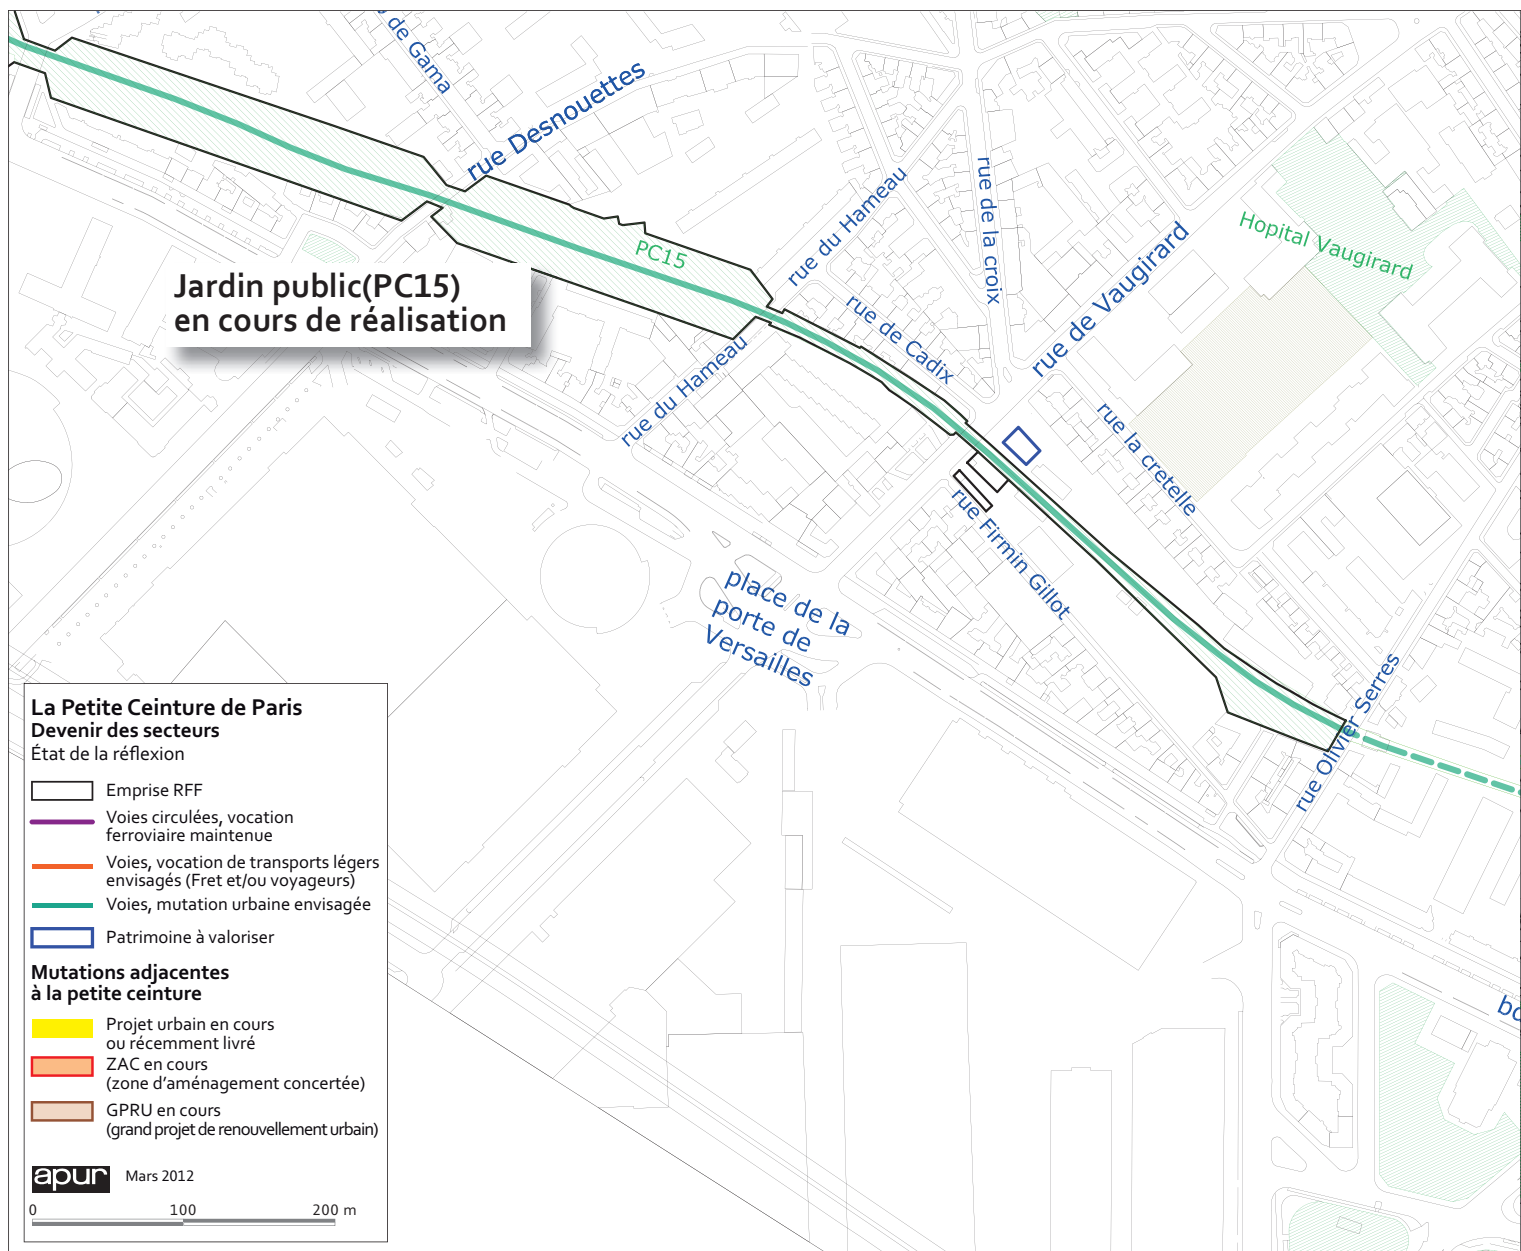 de Gama
rue Desnouettes
PC15
Jardin public(PC15)
en cours de réalisation
rue du Hameau
rue de la croix
rue de Vaugirard
Hopital Vaugirard
rue de Cadix
rue du Hameau
rue la cretelle
rue Firmin Gillot
place de la
porte de
Versailles
rue Olivier Serres
La Petite Ceinture de Paris
Devenir des secteurs
État de la réflexion
Emprise RFF
Voies circulées, vocation
ferroviaire maintenue
Voies, vocation de transports légers
envisagés (Fret et/ou voyageurs)
Voies, mutation urbaine envisagée
Patrimoine à valoriser
Mutations adjacentes
à la petite ceinture
Projet urbain en cours
ou récemment livré
ZAC en cours
(zone d'aménagement concertée)
GPRU en cours
(grand projet de renouvellement urbain)
apur Mars 2012
0 100 200 m